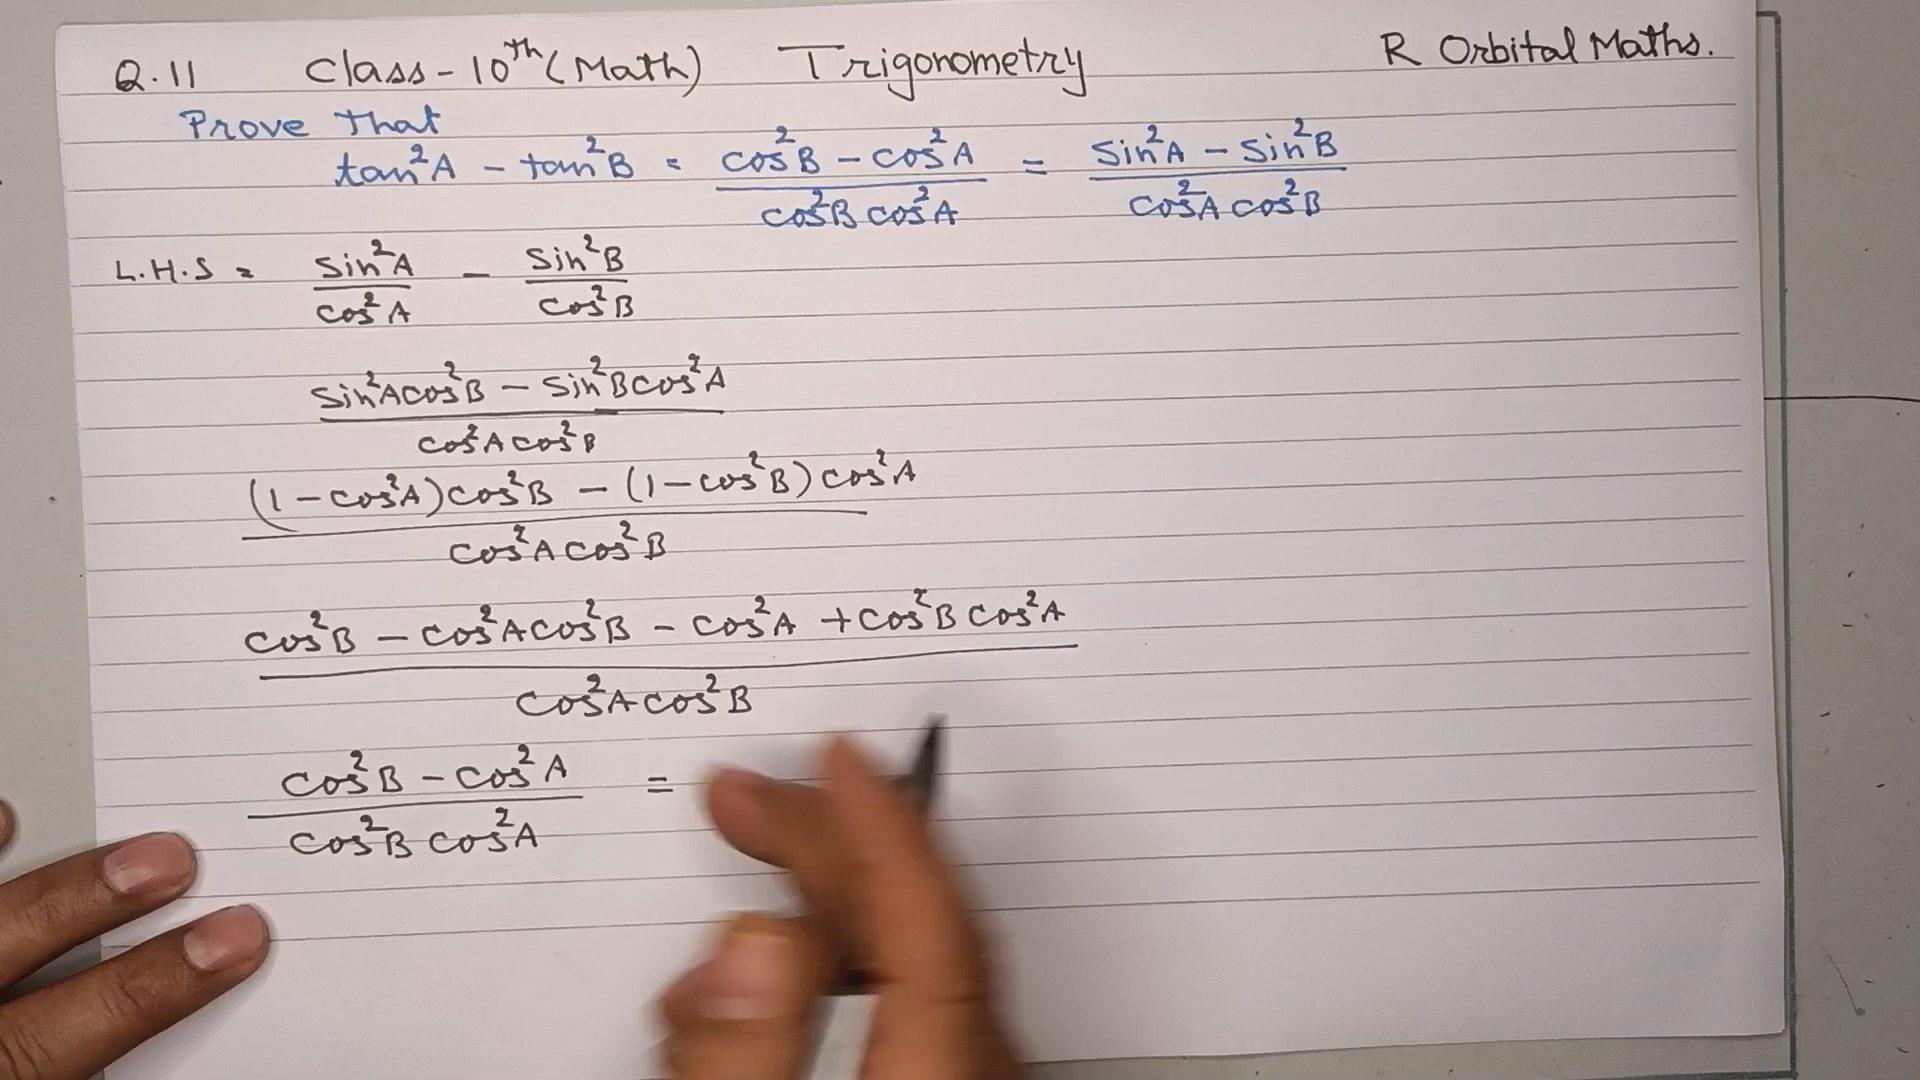 Q.11 Class-10th (Math) Trigonometry R Orbital Maths.
Prove that
tan²A - tan²B = cos²B - cos²A / cos²B cos²A = Sin²A - Sin²B / cos²A cos²B
L.H.S = Sin²A / cos²A - Sin²B / cos²B
Sin²A cos²B - Sin²B cos²A / cos²A cos²B
(1 - cos²A) cos²B - (1 - cos²B) cos²A / cos²A cos²B
cos²B - cos²A cos²B - cos²A + cos²B cos²A / cos²A cos²B
cos²B - cos²A / cos²B cos²A =